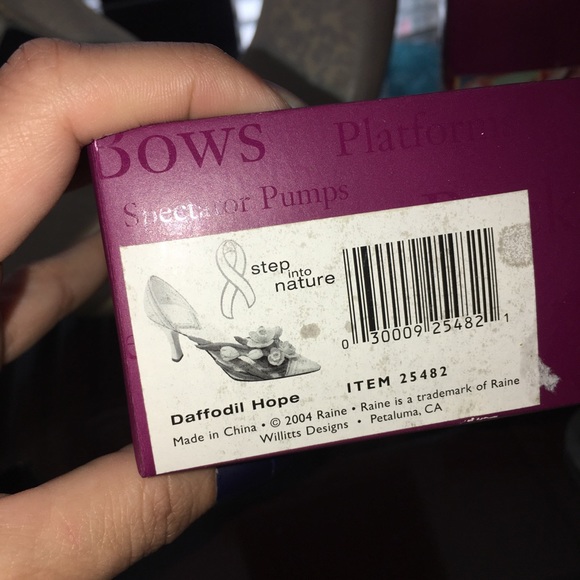 Bows
Platform
Spectator Pumps
step
into
nature
0 30009 25482 1
ITEM 25482
Daffodil Hope
Made in China • © 2004 Raine • Raine is a trademark of Raine
Willitts Designs • Petaluma, CA